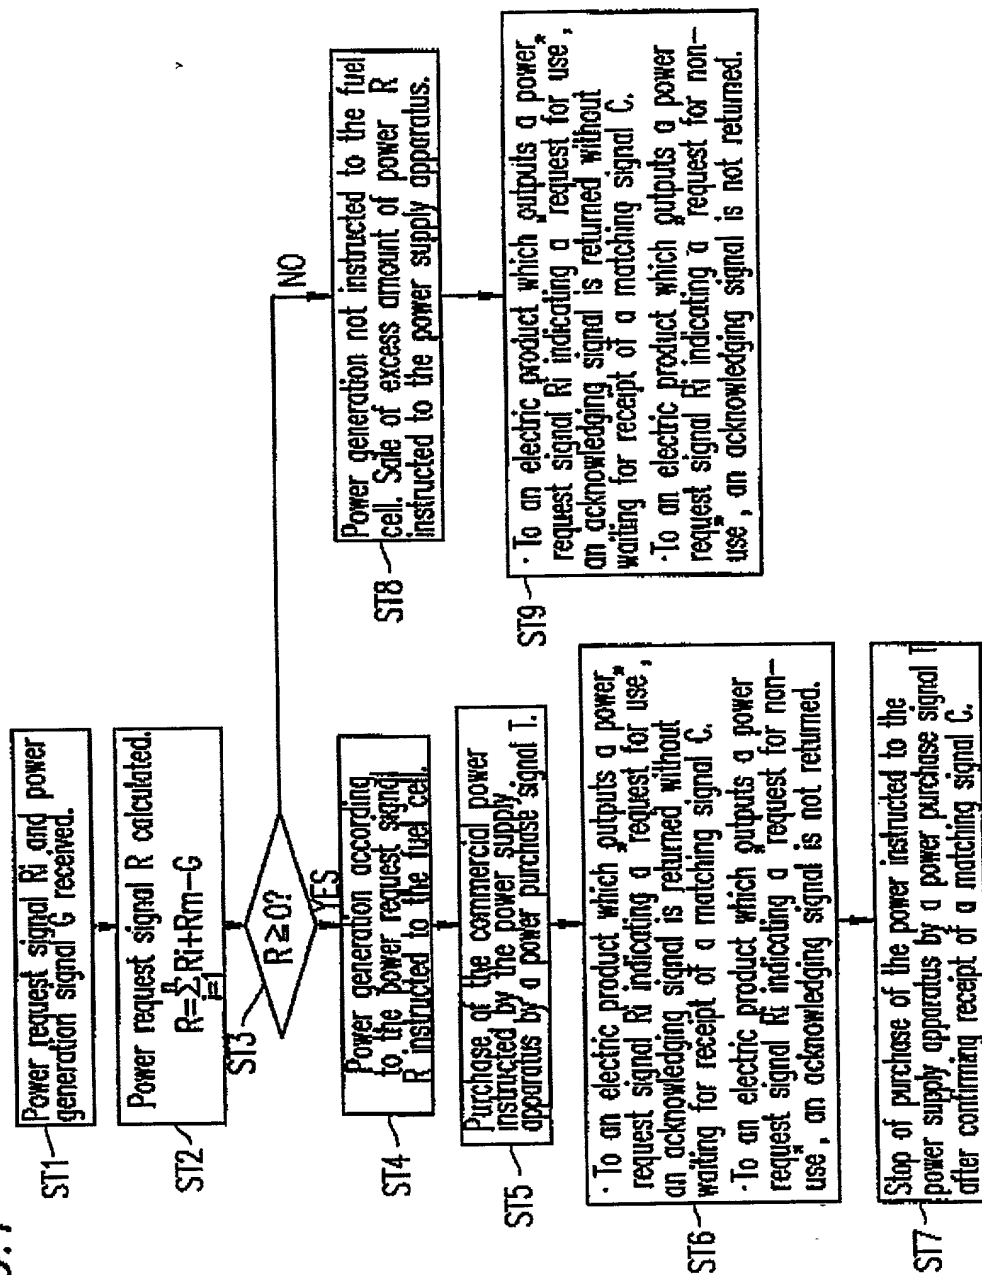 ST1
Power request signal Ri and power
generation signal G received.
ST2
Power request signal R calculated.
R=Σ Ri+Rm−G
n
i=1
ST3
R≥0?
YES
NO
ST4
Power generation according
to the power request signal
R instructed to the fuel cell.
ST5
Purchase of the commercial power
instructed by the power supply
apparatus by a power purchase signal T.
ST6
· To an electric product which "outputs a power"
request signal Ri indicating a request for use,
an acknowledging signal is returned without
waiting for receipt of a matching signal C.
· To an electric product which "outputs a power
request signal Ri indicating a request for non-
use", an acknowledging signal is not returned.
ST7
Stop of purchase of the power instructed to the
power supply apparatus by a power purchase signal T
after confirming receipt of a matching signal C.
ST8
Power generation not instructed to the fuel
cell. Sale of excess amount of power R
instructed to the power supply apparatus.
ST9
· To an electric product which "outputs a power"
request signal Ri indicating a request for use,
an acknowledging signal is returned without
waiting for receipt of a matching signal C.
· To an electric product which "outputs a power
request signal Ri indicating a request for non-
use", an acknowledging signal is not returned.